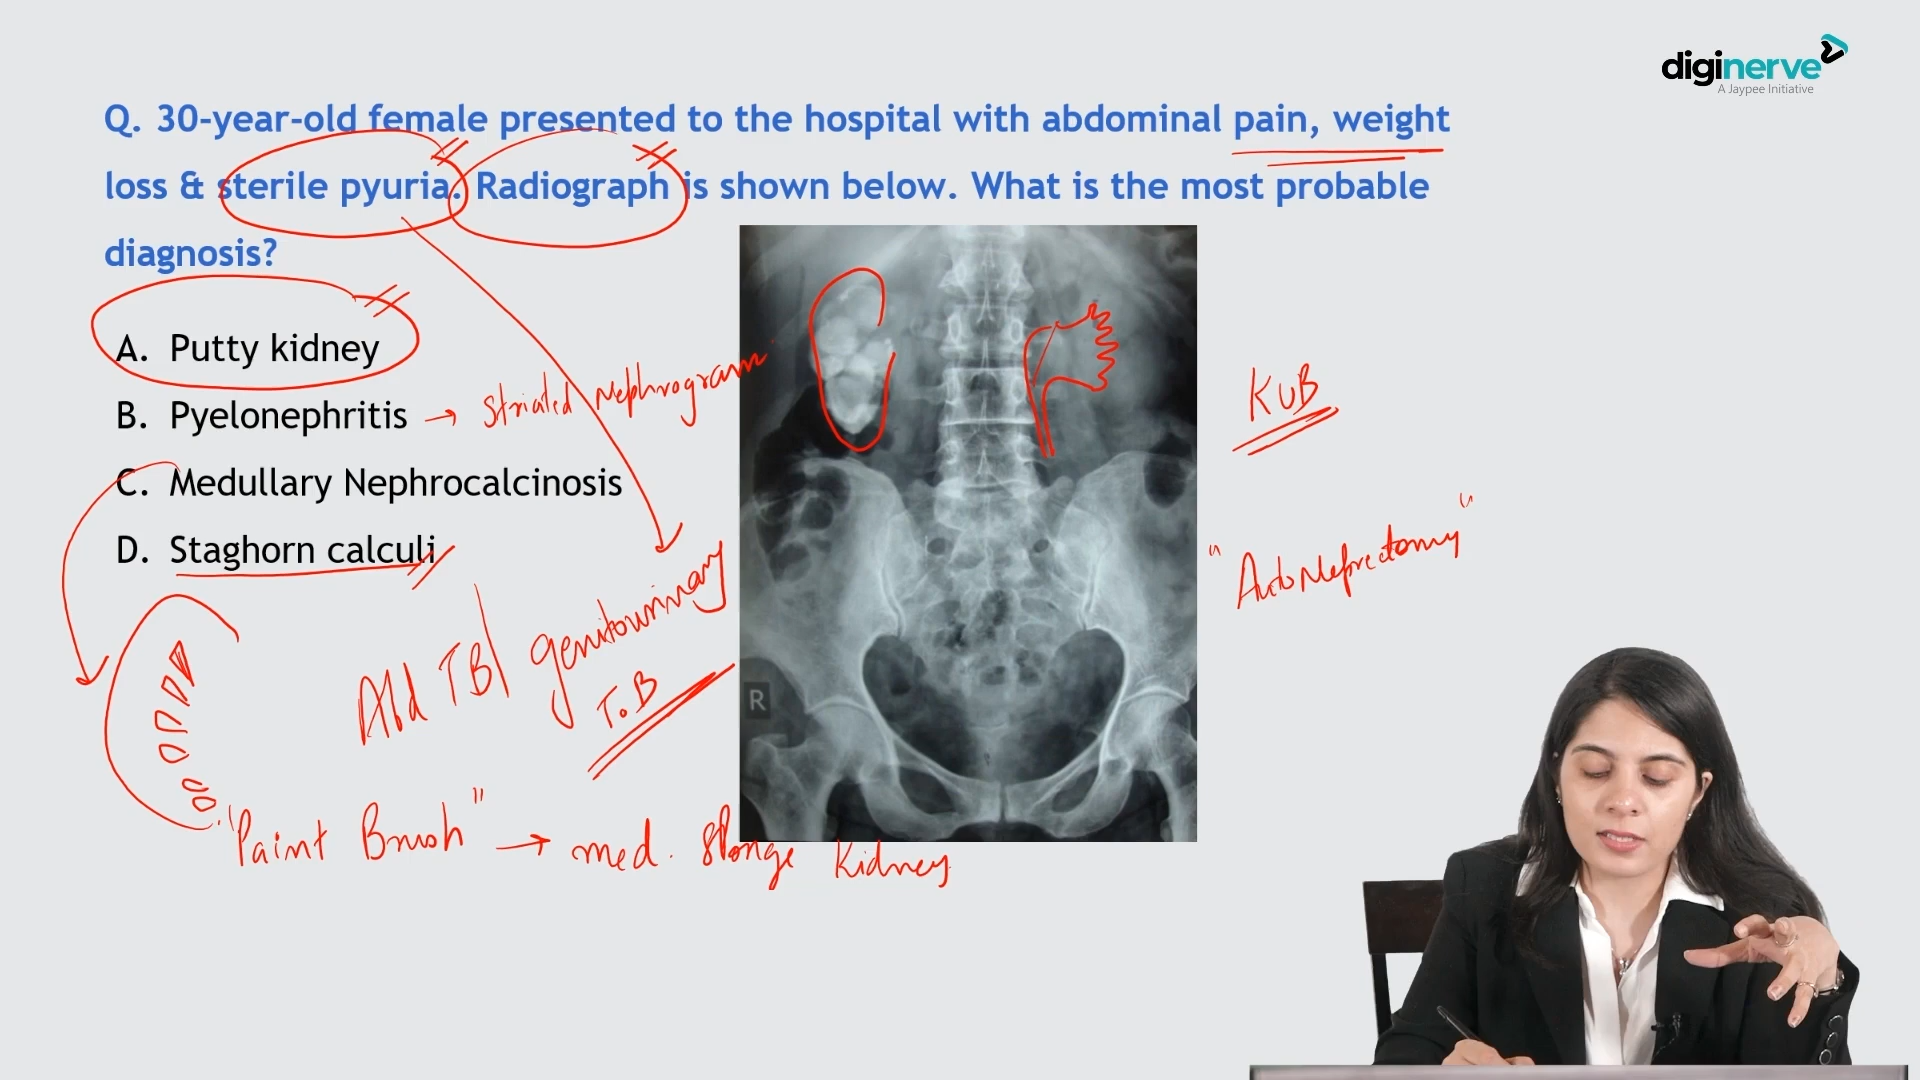 diginerve
A Jaypee Initiative
Q. 30-year-old female presented to the hospital with abdominal pain, weight
loss & sterile pyuria. Radiograph is shown below. What is the most probable
diagnosis?
A. Putty kidney
B. Pyelonephritis → Striated Nephrogram
C. Medullary Nephrocalcinosis
D. Staghorn calculi
KUB
"AutoNefrectomy"
Abd TB/ genitourinary
T.B
R
"Paint Brush" → med. sponge Kidney